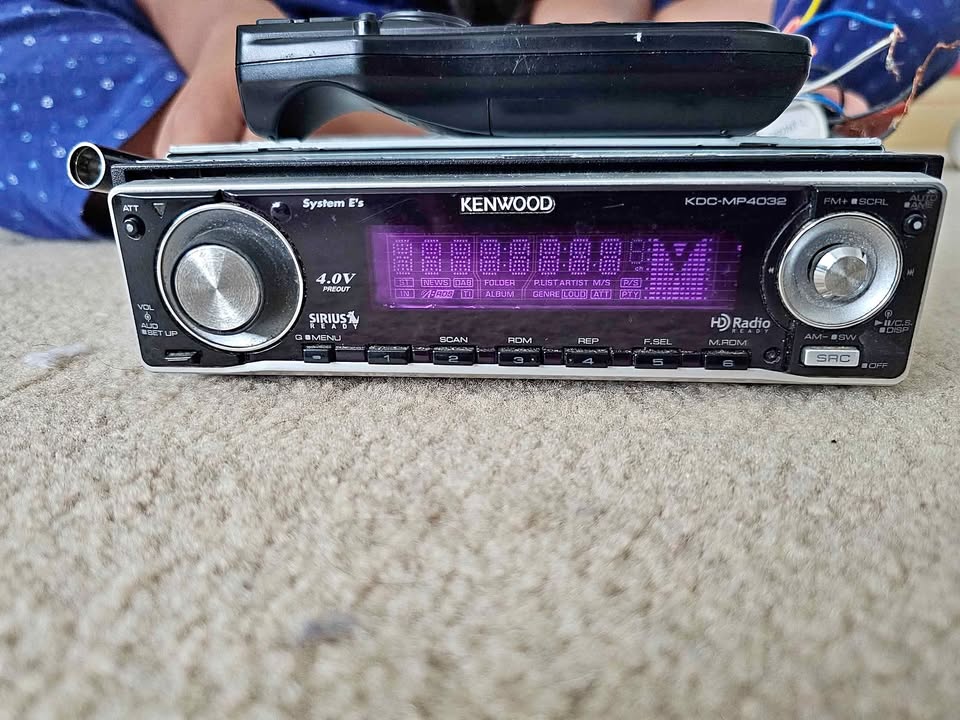 ATT
System E's
KENWOOD
KDC-MP4032
FM+ SCRL
AUTO
AME
4.0V
PREOUT
ST NEWS DAB FOLDER P.LIST ARTIST M/S P/S
IN TI ALBUM GENRE LOUD ATT PTY
SIRIUS
READY
HD Radio
READY
VOL
AUD
SET UP
C.S.
DISP
AM- SW
Q MENU
SCAN
RDM
REP
F.SEL
M.RDM
1
2
3
4
5
6
SRC
OFF